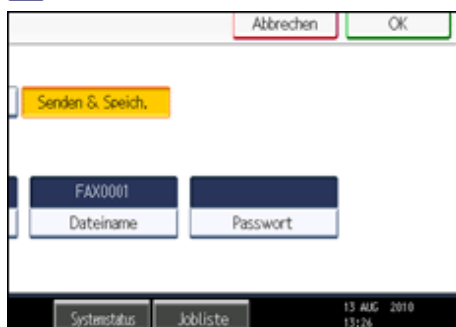 Abbrechen OK
Senden & Speich.
FAX0001
Dateiname Passwort
Systemstatus Jobliste 13 AUG 2010
13:26